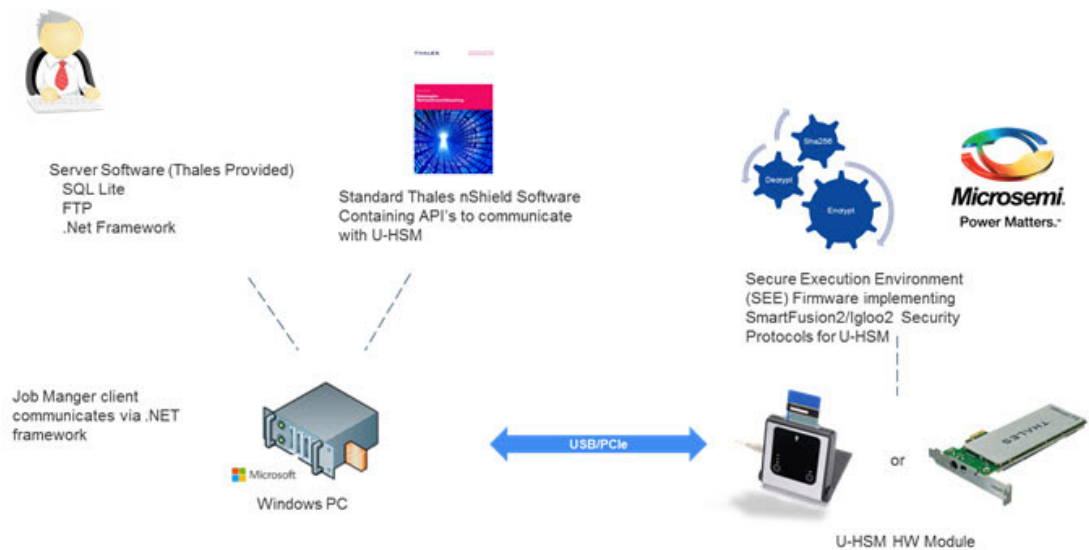 THALES
Server Software (Thales Provided)
SQL Lite
FTP
.Net Framework
Standard Thales nShield Software
Containing API's to communicate
with U-HSM
Sha256
Decrypt
Encrypt
Microsemi.
Power Matters.™
Secure Execution Environment
(SEE) Firmware implementing
SmartFusion2/Igloo2 Security
Protocols for U-HSM
Job Manger client
communicates via .NET
framework
Microsoft
Windows PC
USB/PCIe
or
THALES
U-HSM HW Module